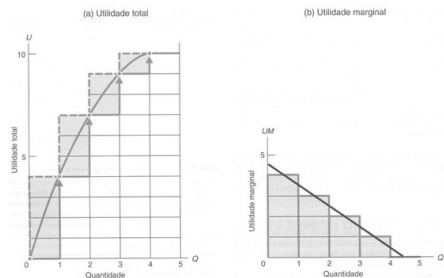 (a) Utilidade total
(b) Utilidade marginal
U
10
5
0
1
2
3
4
5
Q
Utilidade total
Quantidade
UM
5
0
1
2
3
4
5
Q
Utilidade marginal
Quantidade